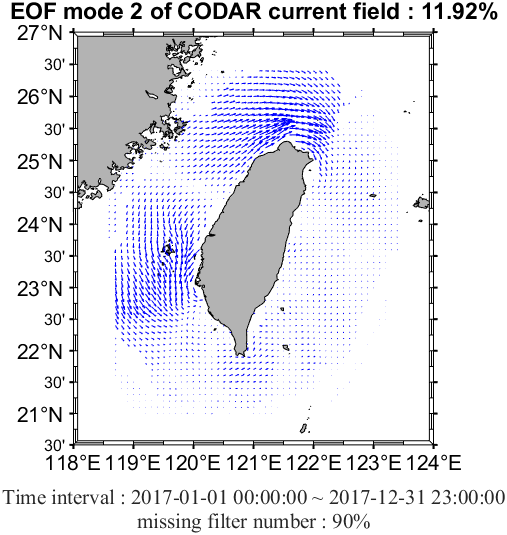 EOF mode 2 of CODAR current field : 11.92%
27°N
30'
26°N
30'
25°N
30'
24°N
30'
23°N
30'
22°N
30'
21°N
30'
118°E 119°E 120°E 121°E 122°E 123°E 124°E
Time interval : 2017-01-01 00:00:00 ~ 2017-12-31 23:00:00
missing filter number : 90%